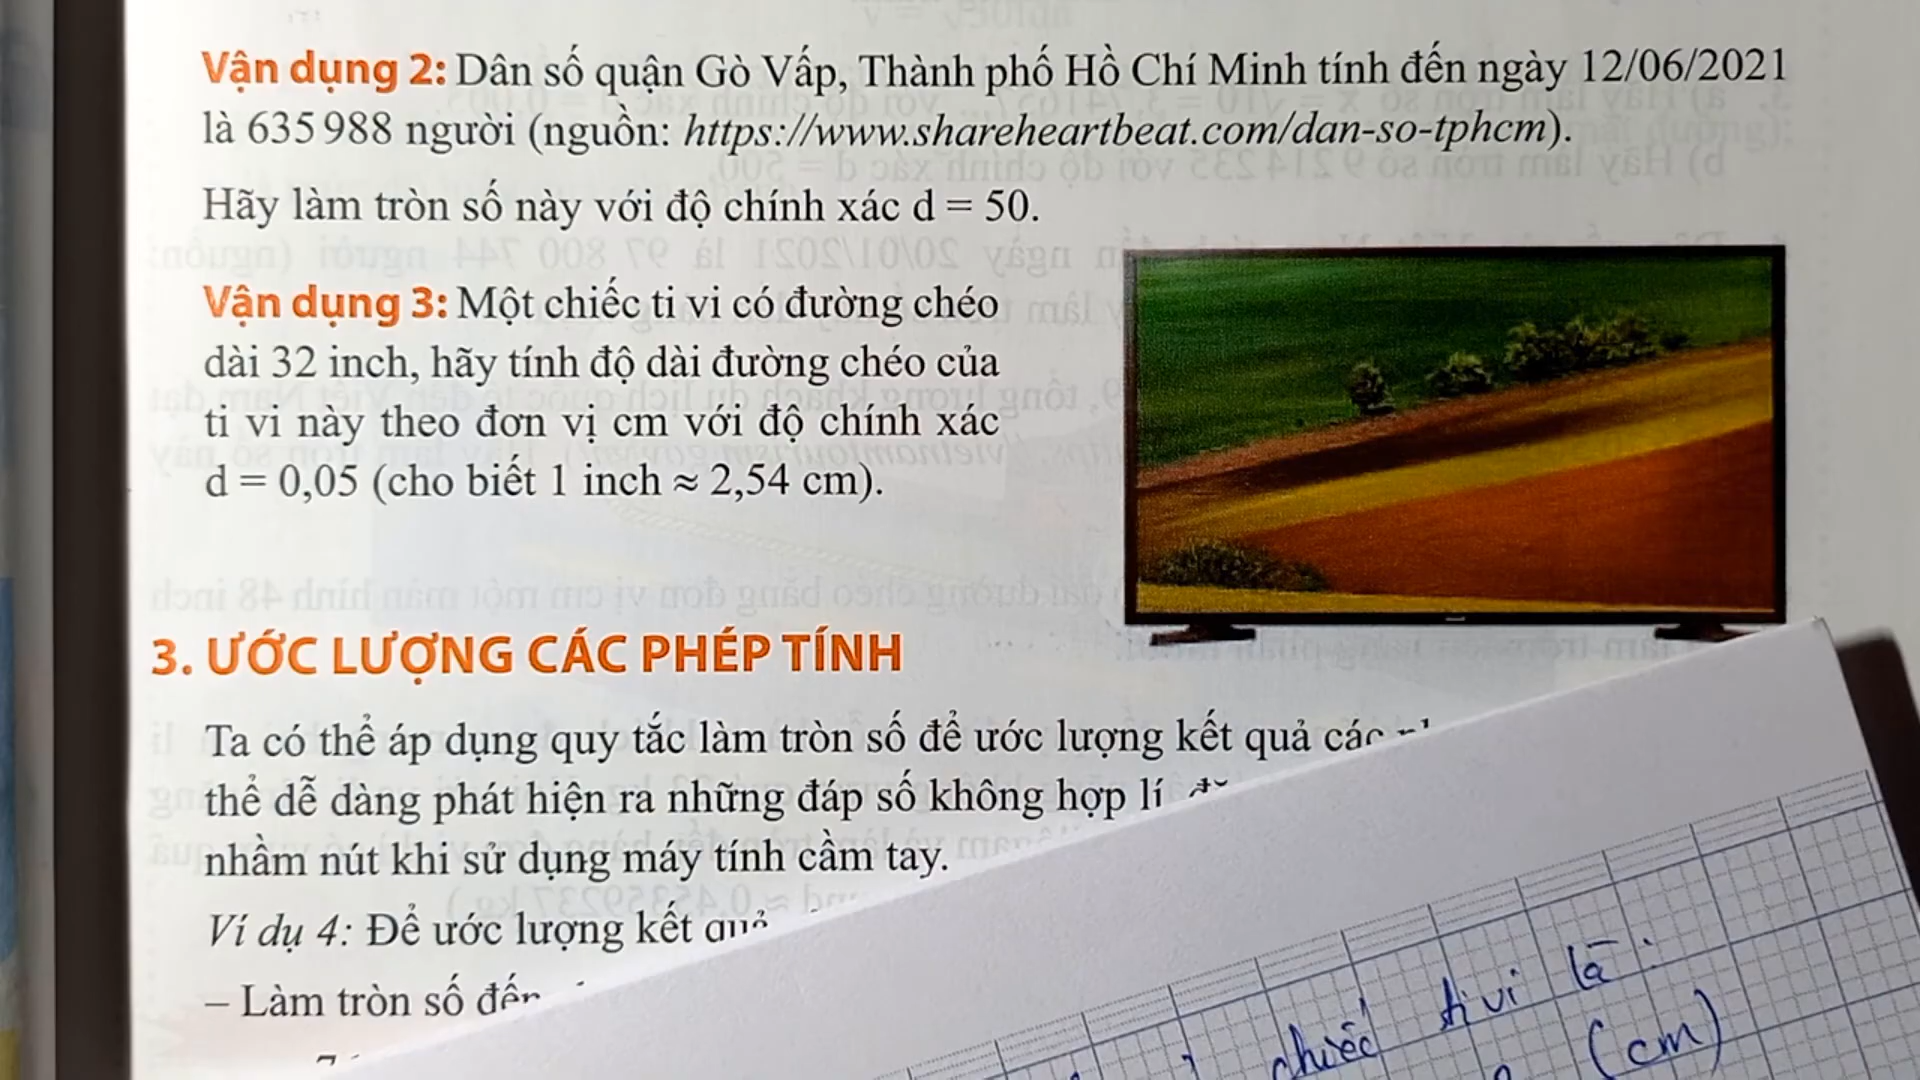 Vận dụng 2: Dân số quận Gò Vấp, Thành phố Hồ Chí Minh tính đến ngày 12/06/2021
là 635 988 người (nguồn: https://www.shareheartbeat.com/dan-so-tphcm).
Hãy làm tròn số này với độ chính xác d = 50.
Vận dụng 3: Một chiếc ti vi có đường chéo
dài 32 inch, hãy tính độ dài đường chéo của
ti vi này theo đơn vị cm với độ chính xác
d = 0,05 (cho biết 1 inch ≈ 2,54 cm).
3. ƯỚC LƯỢNG CÁC PHÉP TÍNH
Ta có thể áp dụng quy tắc làm tròn số để ước lượng kết quả các
thể dễ dàng phát hiện ra những đáp số không hợp lí
nhầm nút khi sử dụng máy tính cầm tay.
Ví dụ 4: Để ước lượng kết quả
– Làm tròn số đến
chiếc ti vi là:
(cm)